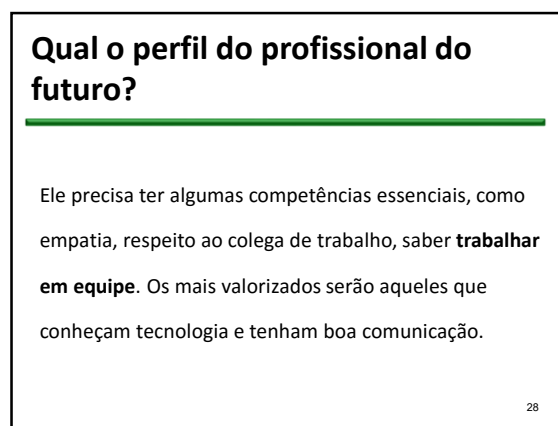 Qual o perfil do profissional do
futuro?
Ele precisa ter algumas competências essenciais, como
empatia, respeito ao colega de trabalho, saber trabalhar
em equipe. Os mais valorizados serão aqueles que
conheçam tecnologia e tenham boa comunicação.
28